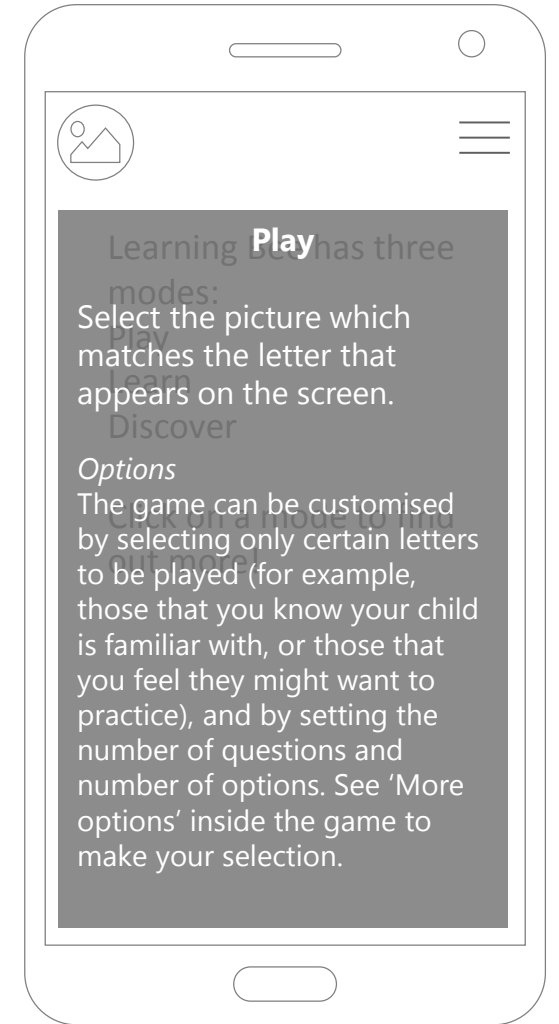 Play
Learning Bee has three
modes:
Play
Learn
Discover
Click on a mode to find
out more!
Select the picture which
matches the letter that
appears on the screen.
Options
The game can be customised
by selecting only certain letters
to be played (for example,
those that you know your child
is familiar with, or those that
you feel they might want to
practice), and by setting the
number of questions and
number of options. See ‘More
options’ inside the game to
make your selection.